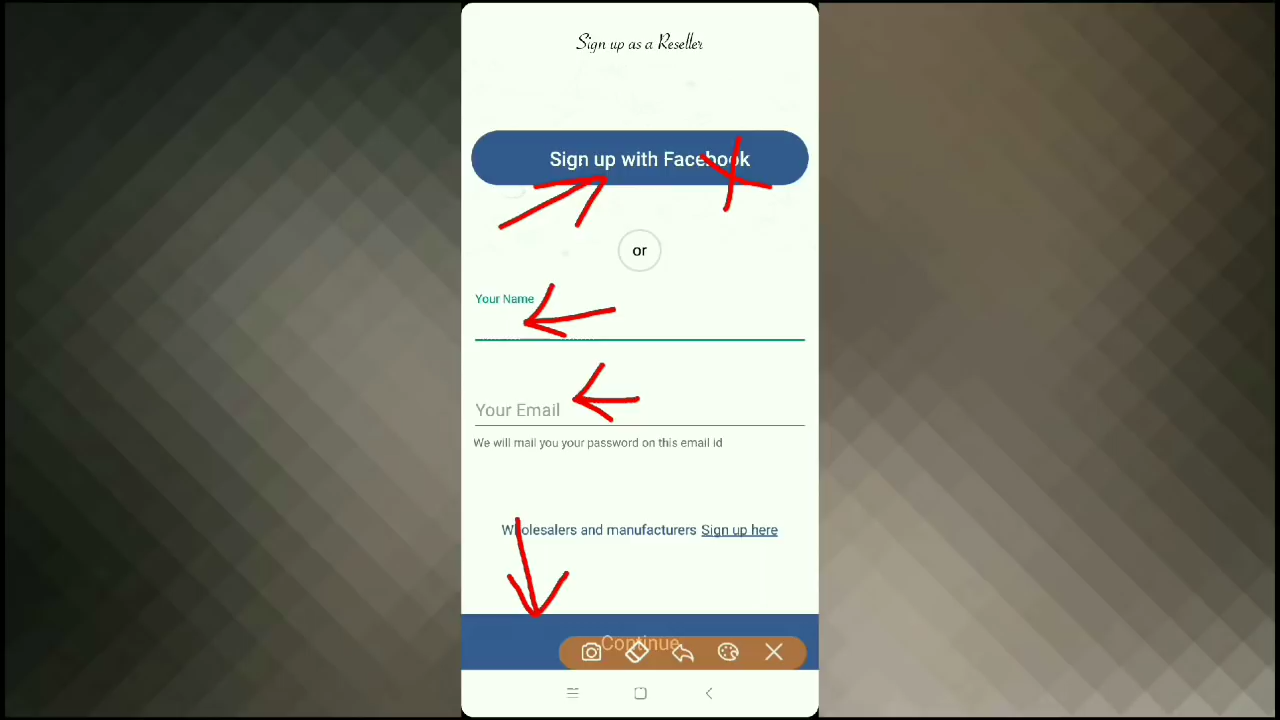 Sign up as a Reseller
Sign up with Facebook
or
Your Name
Your Email
We will mail you your password on this email id
Wholesalers and manufacturers Sign up here
Continue